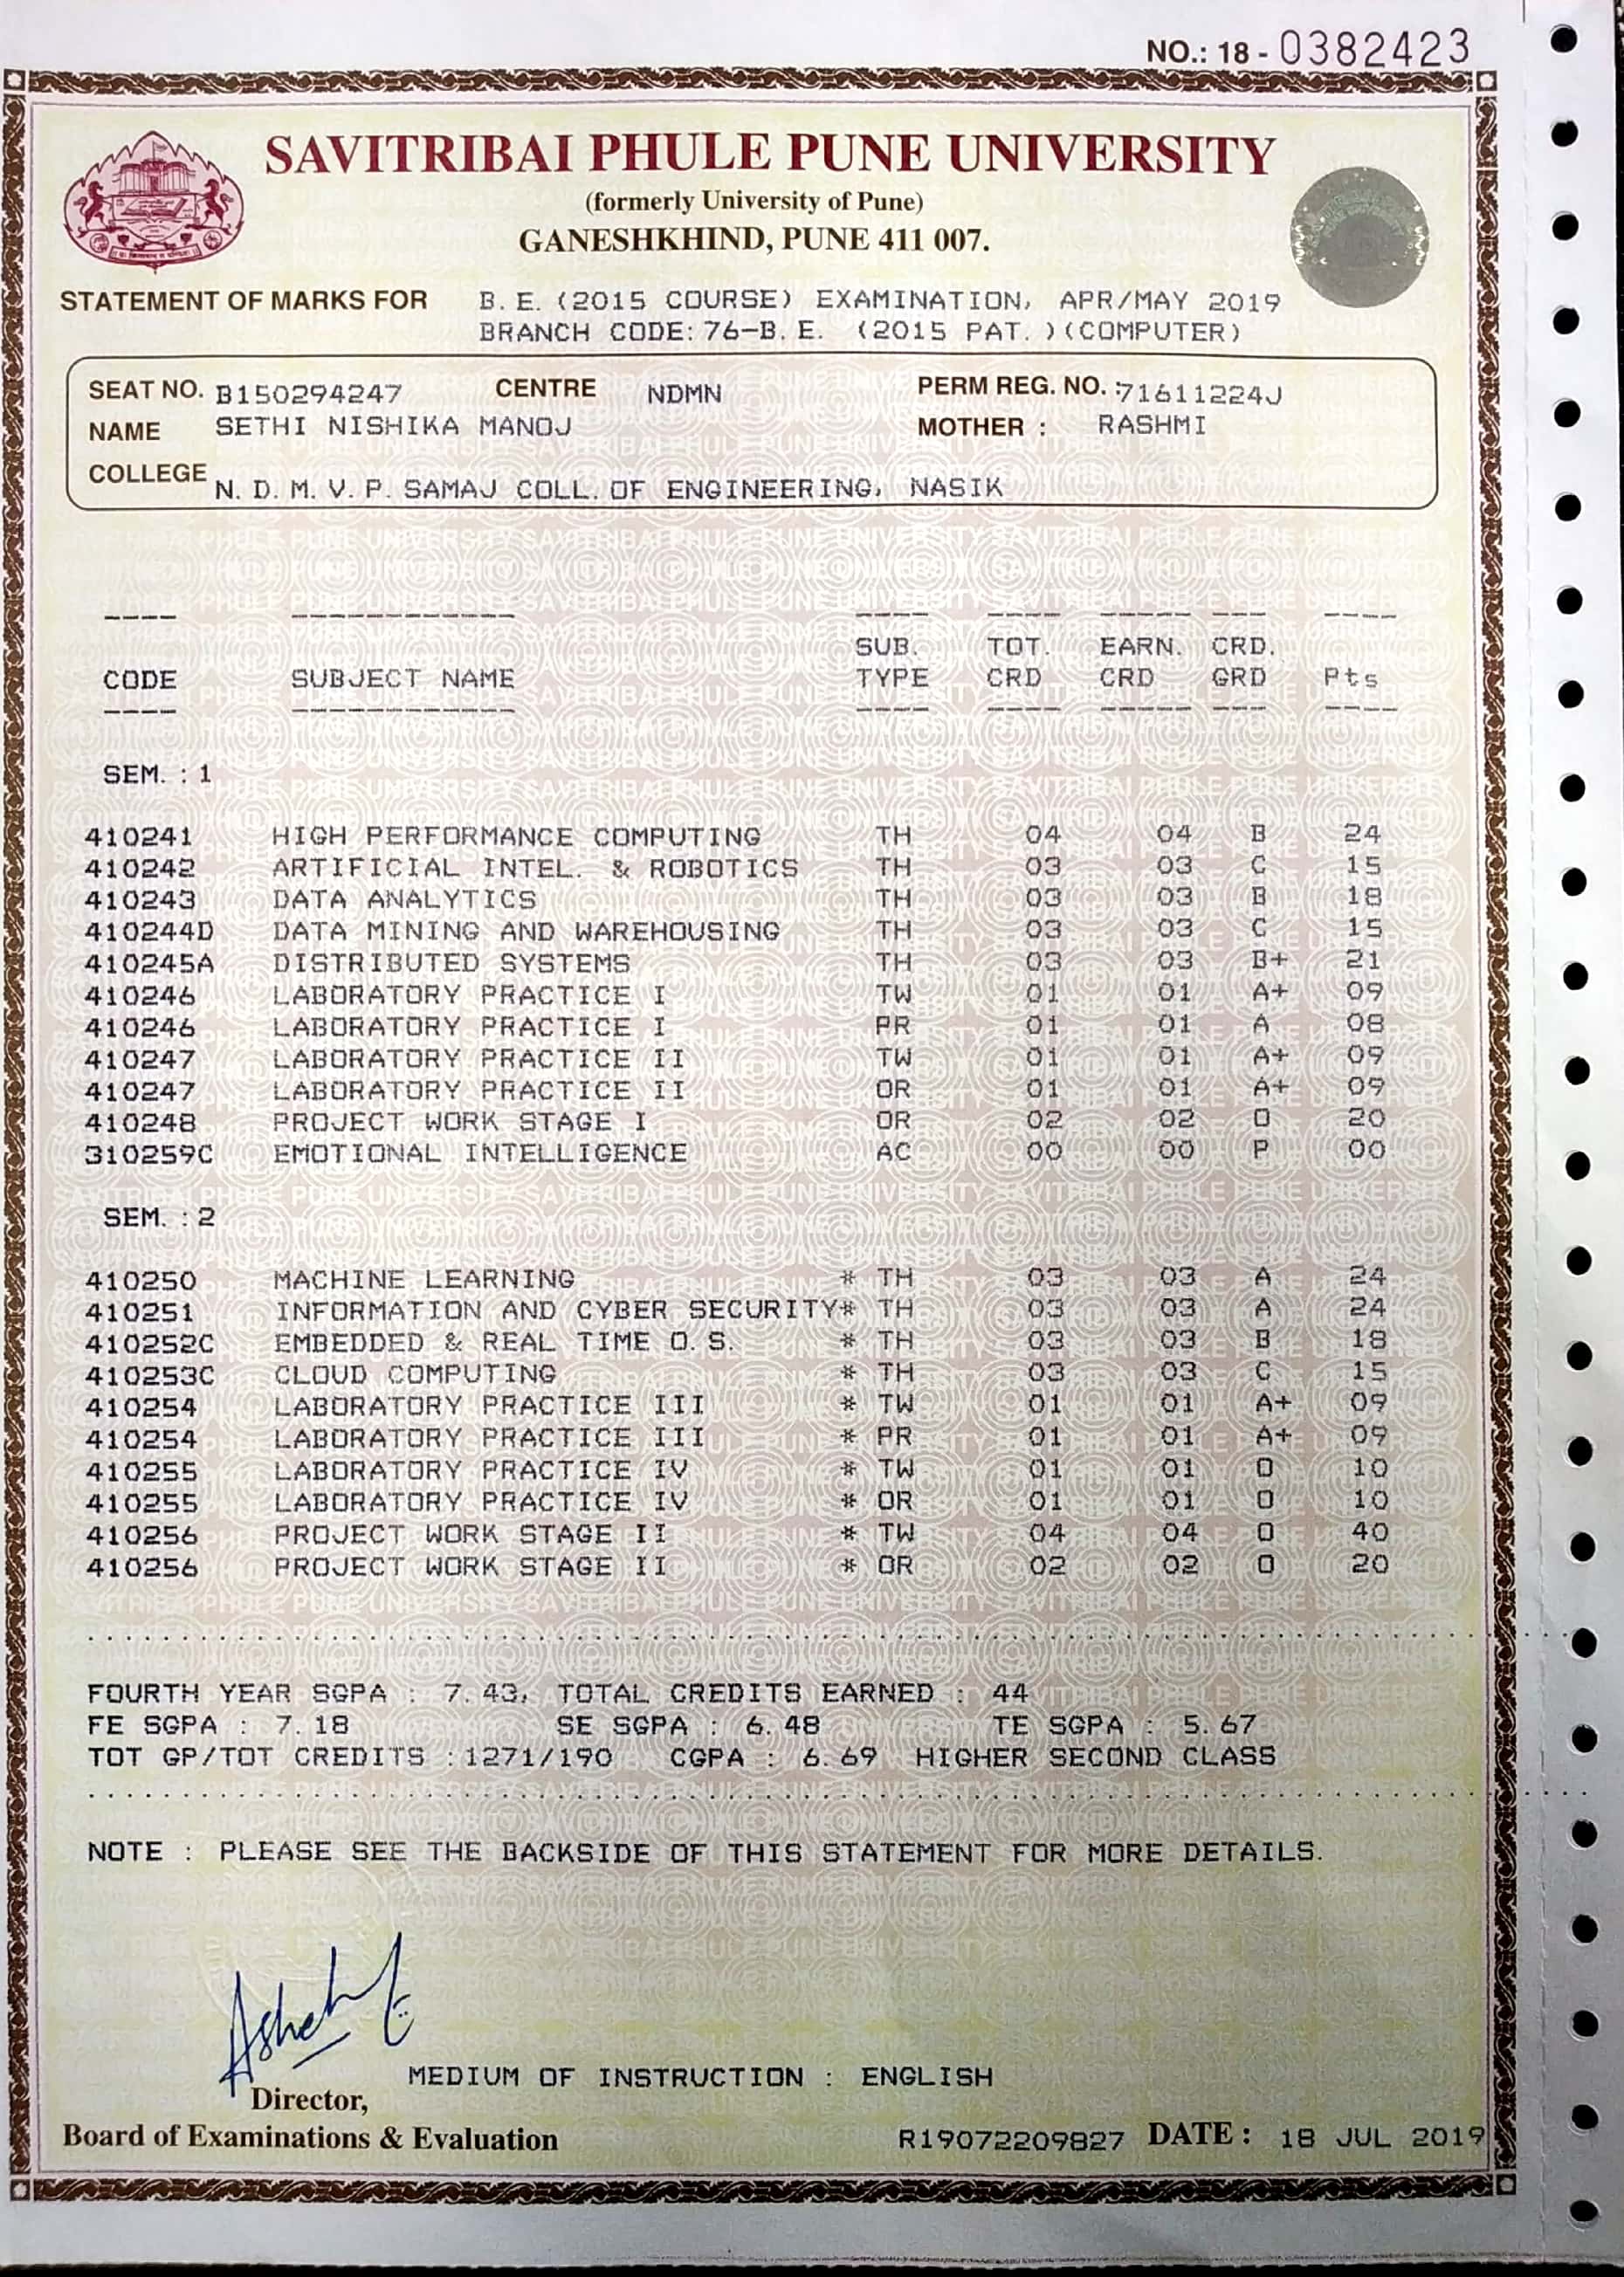 NO.: 18 - 0382423
SAVITRIBAI PHULE PUNE UNIVERSITY
(formerly University of Pune)
GANESHKHIND, PUNE 411 007.
STATEMENT OF MARKS FOR B. E. (2015 COURSE) EXAMINATION, APR/MAY 2019
BRANCH CODE: 76-B. E. (2015 PAT. )(COMPUTER)
SEAT NO. B150294247 CENTRE NDMN PERM REG. NO. :71611224J
NAME SETHI NISHIKA MANOJ MOTHER : RASHMI
COLLEGE N. D. M. V. P. SAMAJ COLL. OF ENGINEERING, NASIK
SUB. TOT. EARN. CRD.
CODE SUBJECT NAME TYPE CRD CRD GRD Pts
SEM. : 1
410241 HIGH PERFORMANCE COMPUTING TH 04 04 B 24
410242 ARTIFICIAL INTEL. & ROBOTICS TH 03 03 C 15
410243 DATA ANALYTICS TH 03 03 B 18
410244D DATA MINING AND WAREHOUSING TH 03 03 C 15
410245A DISTRIBUTED SYSTEMS TH 03 03 B+ 21
410246 LABORATORY PRACTICE I TW 01 01 A+ 09
410246 LABORATORY PRACTICE I PR 01 01 A 08
410247 LABORATORY PRACTICE II TW 01 01 A+ 09
410247 LABORATORY PRACTICE II OR 01 01 A+ 09
410248 PROJECT WORK STAGE I OR 02 02 O 20
310259C EMOTIONAL INTELLIGENCE AC 00 00 P 00
SEM. : 2
410250 MACHINE LEARNING * TH 03 03 A 24
410251 INFORMATION AND CYBER SECURITY* TH 03 03 A 24
410252C EMBEDDED & REAL TIME O. S. * TH 03 03 B 18
410253C CLOUD COMPUTING * TH 03 03 C 15
410254 LABORATORY PRACTICE III * TW 01 01 A+ 09
410254 LABORATORY PRACTICE III * PR 01 01 A+ 09
410255 LABORATORY PRACTICE IV * TW 01 01 O 10
410255 LABORATORY PRACTICE IV * OR 01 01 O 10
410256 PROJECT WORK STAGE II * TW 04 04 O 40
410256 PROJECT WORK STAGE II * OR 02 02 O 20
FOURTH YEAR SGPA : 7. 43, TOTAL CREDITS EARNED : 44
FE SGPA : 7. 18 SE SGPA : 6. 48 TE SGPA : 5. 67
TOT GP/TOT CREDITS : 1271/190 CGPA : 6. 69 HIGHER SECOND CLASS
NOTE : PLEASE SEE THE BACKSIDE OF THIS STATEMENT FOR MORE DETAILS.
MEDIUM OF INSTRUCTION : ENGLISH
Director,
Board of Examinations & Evaluation
R19072209827 DATE : 18 JUL 2019